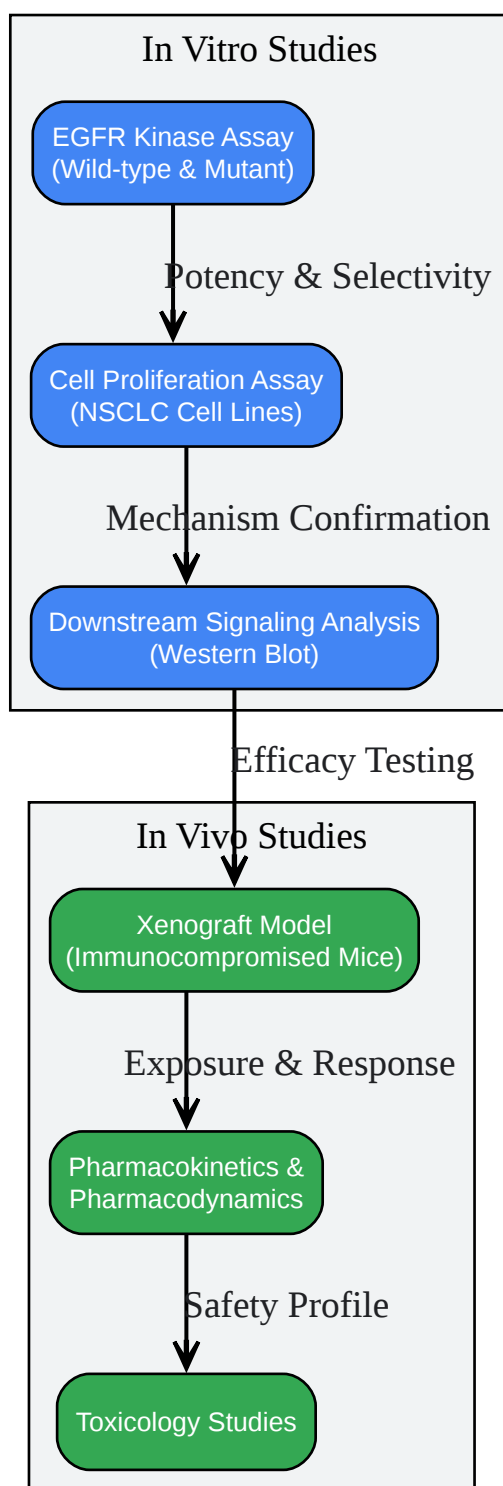 In Vitro Studies
EGFR Kinase Assay
(Wild-type & Mutant)
Potency & Selectivity
Cell Proliferation Assay
(NSCLC Cell Lines)
Mechanism Confirmation
Downstream Signaling Analysis
(Western Blot)
Efficacy Testing
In Vivo Studies
Xenograft Model
(Immunocompromised Mice)
Exposure & Response
Pharmacokinetics &
Pharmacodynamics
Safety Profile
Toxicology Studies